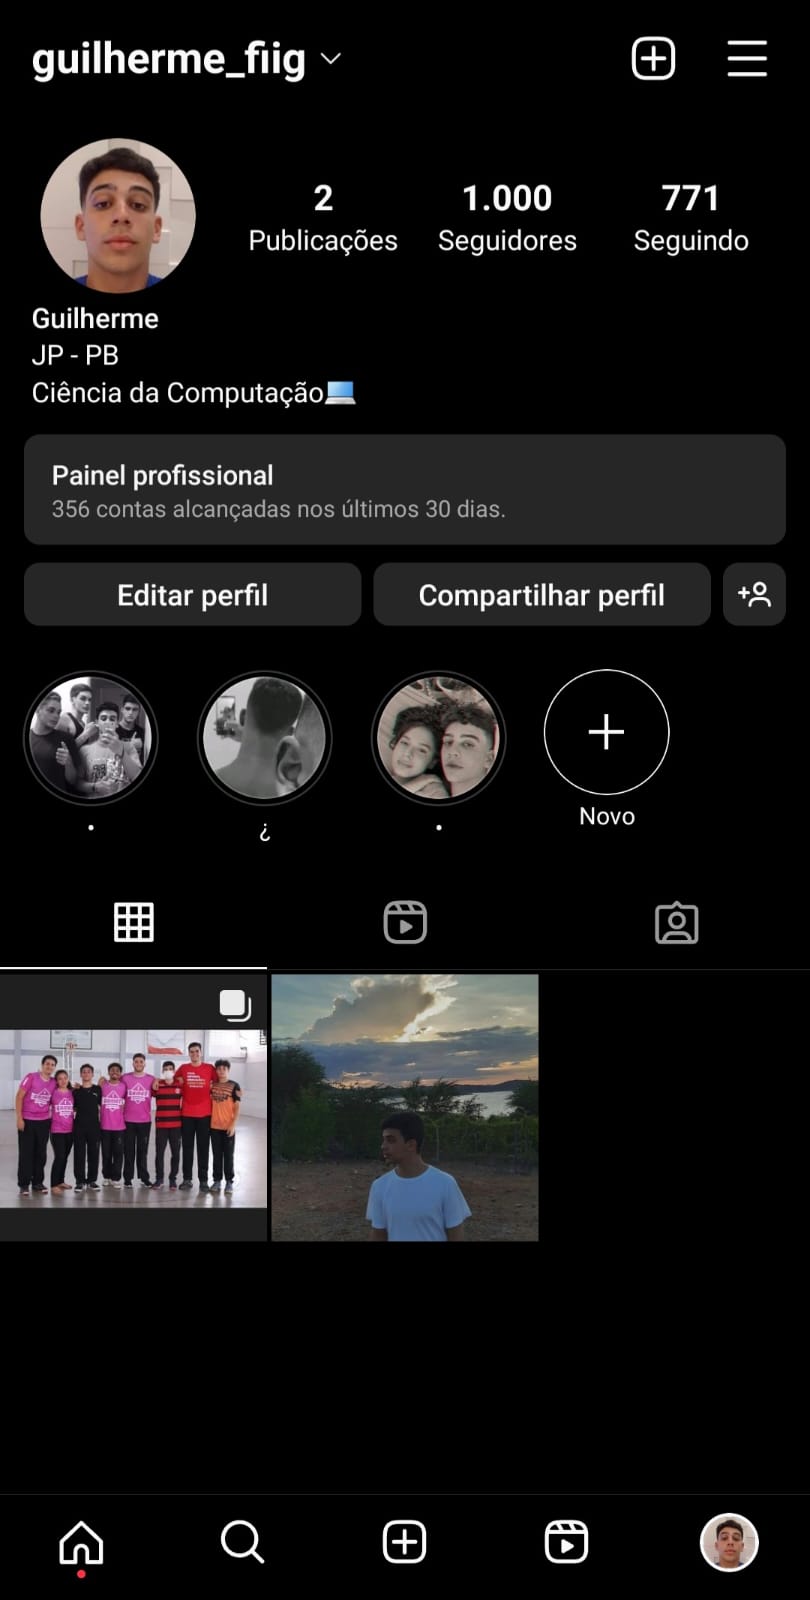 guilherme_fiig
2
1.000
771
Publicações
Seguidores
Seguindo
Guilherme
JP - PB
Ciência da Computação💻
Painel profissional
356 contas alcançadas nos últimos 30 dias.
Editar perfil
Compartilhar perfil
•
¿
•
Novo